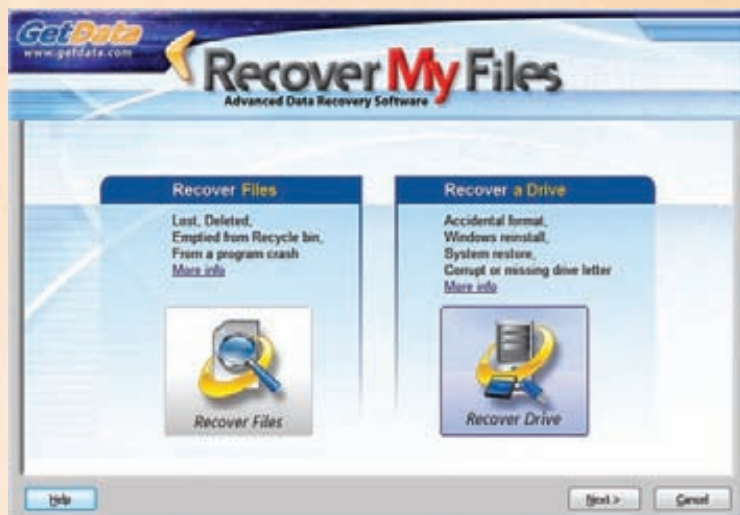 GetData
www.getdata.com
Recover My Files
Advanced Data Recovery Software
Recover Files
Lost, Deleted,
Emptied from Recycle bin,
From a program crash
More info
Recover Files
Recover a Drive
Accidental format,
Windows reinstall,
System restore,
Corrupt or missing drive letter
More info
Recover Drive
Help
Next >
Cancel